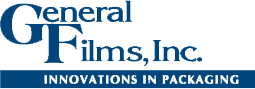 General
Films, Inc.
INNOVATIONS IN PACKAGING